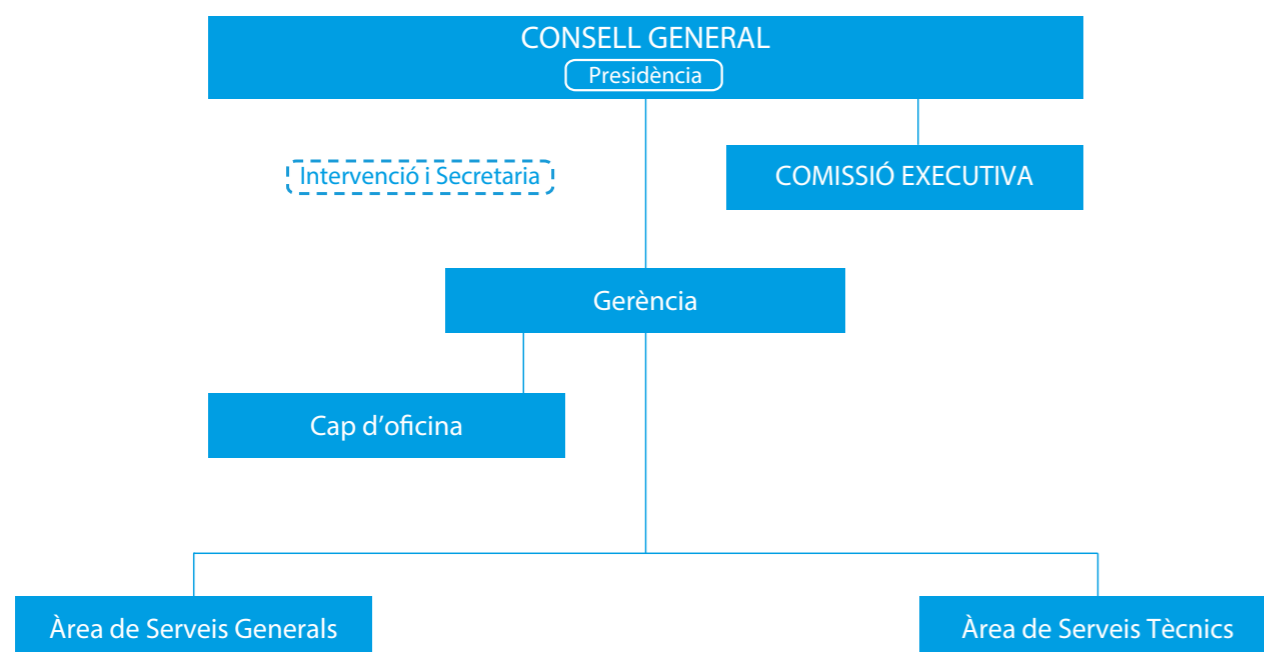 CONSELL GENERAL
Presidència
Intervenció i Secretaria
COMISSIÓ EXECUTIVA
Gerència
Cap d’oficina
Àrea de Serveis Generals
Àrea de Serveis Tècnics